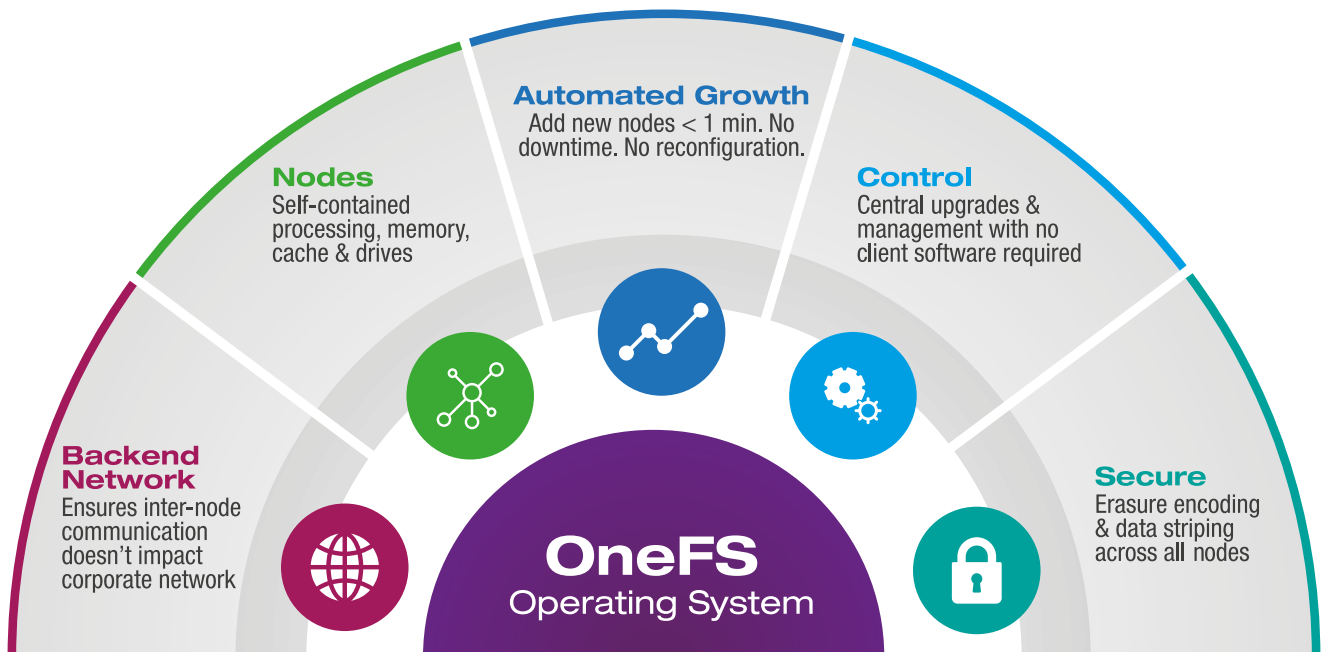 Automated Growth
Add new nodes < 1 min. No
downtime. No reconfiguration.
Nodes
Self-contained
processing, memory,
cache & drives
Control
Central upgrades &
management with no
client software required
Backend
Network
Ensures inter-node
communication
doesn't impact
corporate network
Secure
Erasure encoding
& data striping
across all nodes
OneFS
Operating System